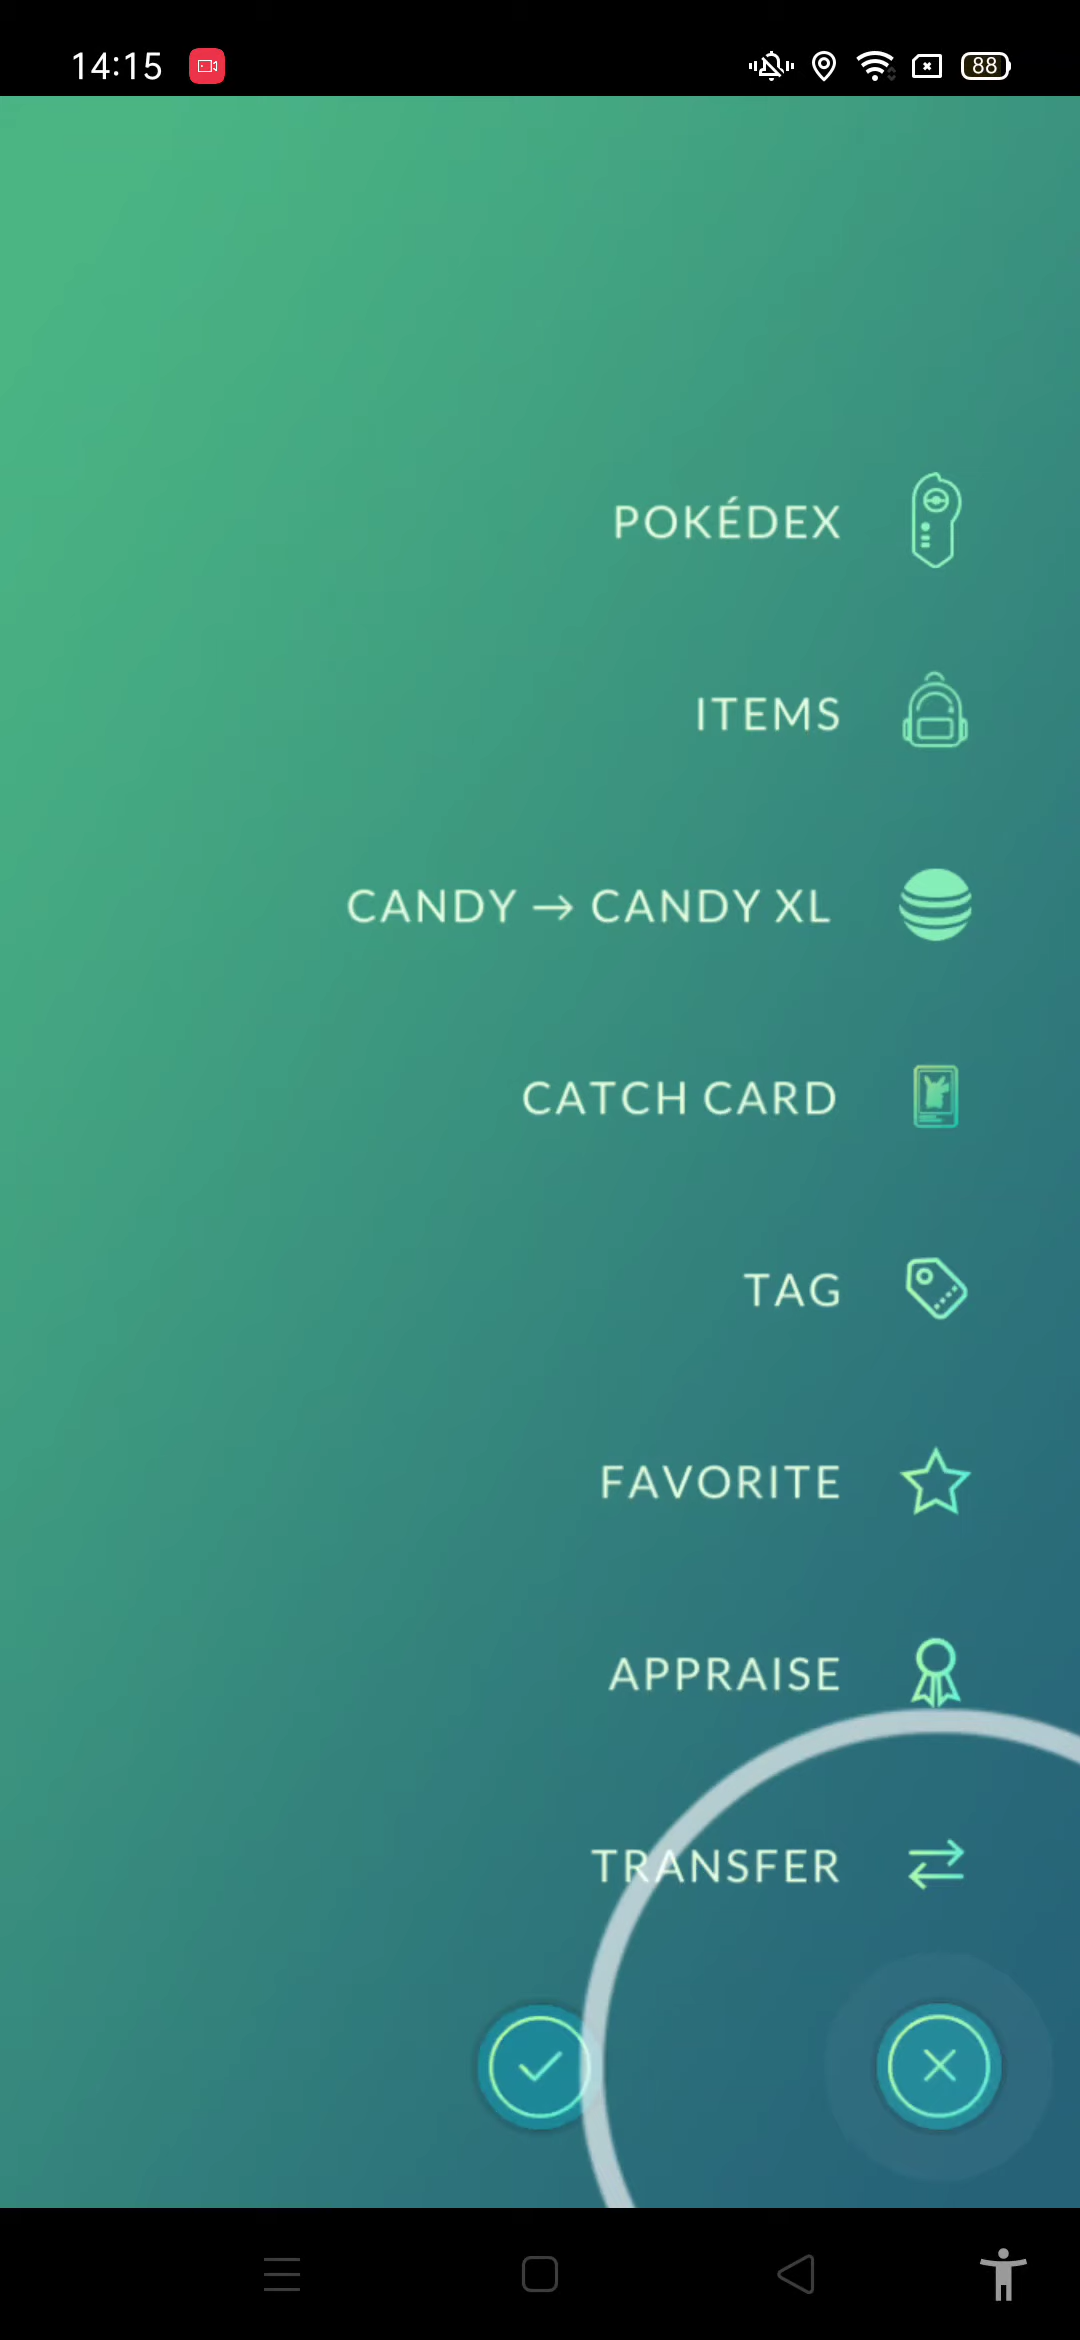 14:15
88
POKÉDEX
ITEMS
CANDY → CANDY XL
CATCH CARD
TAG
FAVORITE
APPRAISE
TRANSFER